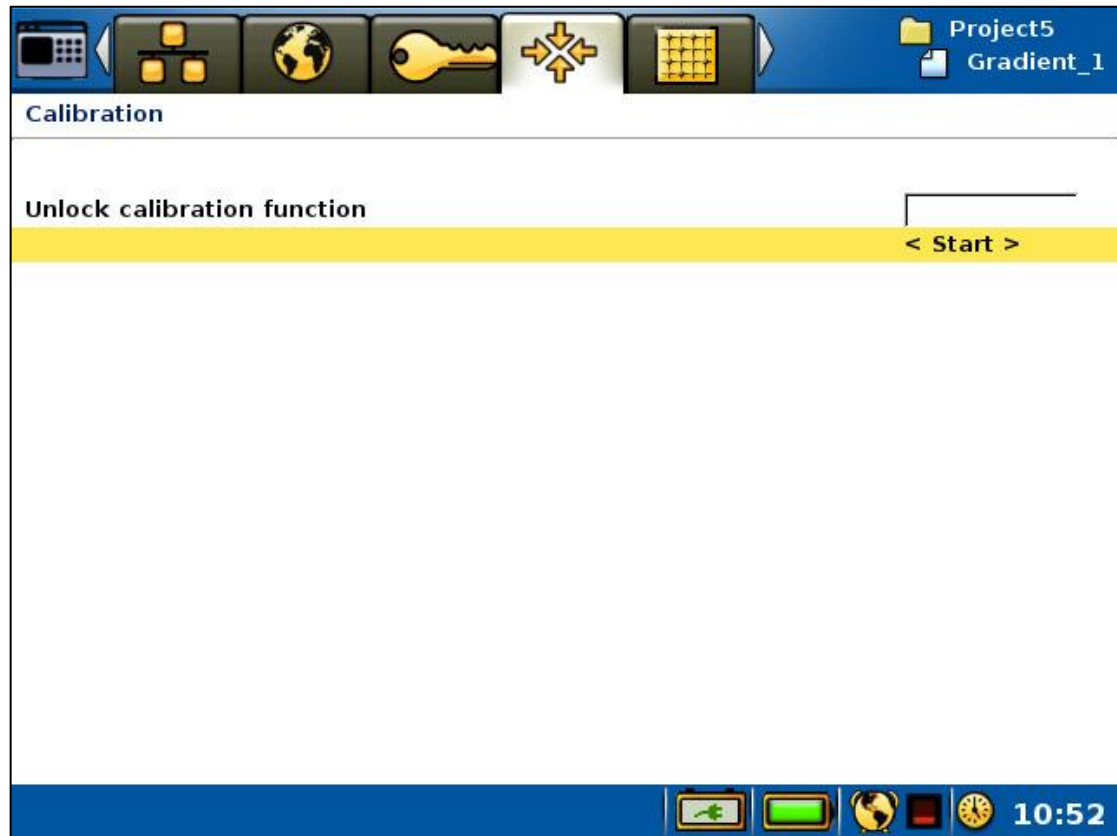 Project5
Gradient_1
Calibration
Unlock calibration function
< Start >
10:52